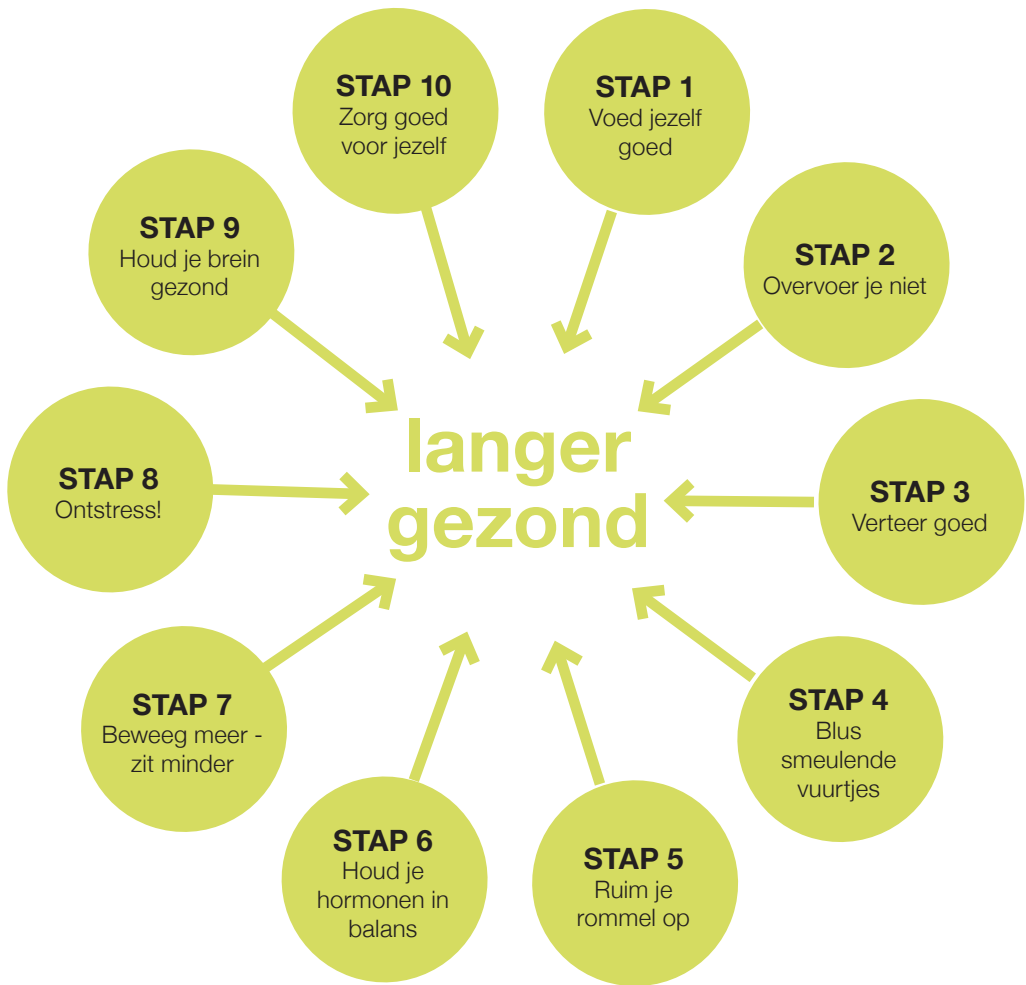 STAP 1
Voed jezelf
goed
STAP 2
Overvoer je niet
STAP 3
Verteer goed
STAP 4
Blus
smeulende
vuurtjes
STAP 5
Ruim je
rommel op
STAP 6
Houd je
hormonen in
balans
STAP 7
Beweeg meer -
zit minder
STAP 8
Ontstress!
STAP 9
Houd je brein
gezond
STAP 10
Zorg goed
voor jezelf
langer
gezond